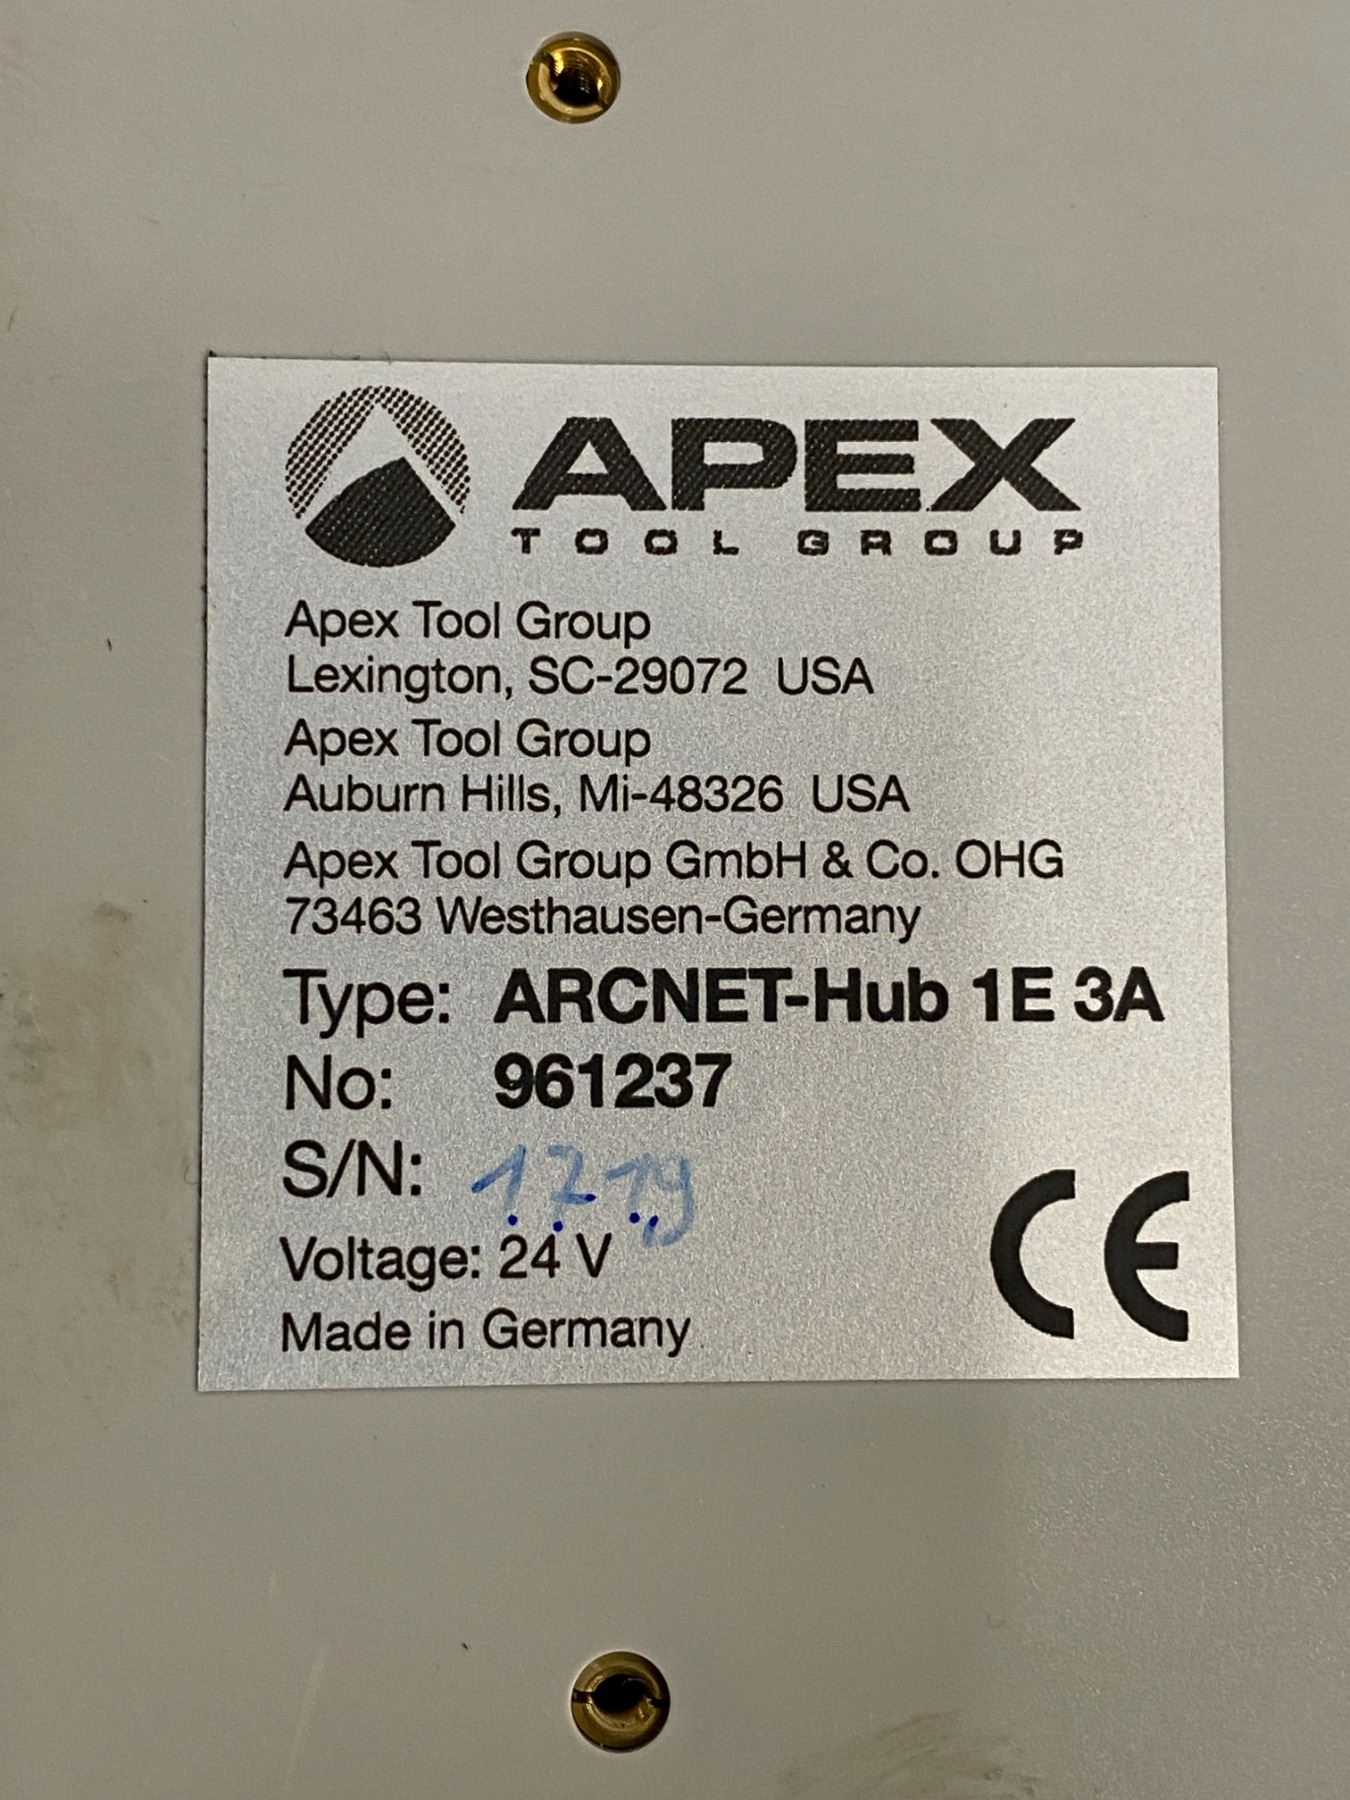 APEX
TOOL GROUP
Apex Tool Group
Lexington, SC-29072 USA
Apex Tool Group
Auburn Hills, Mi-48326 USA
Apex Tool Group GmbH & Co. OHG
73463 Westhausen-Germany
Type: ARCNET-Hub 1E 3A
No: 961237
S/N: 1719
Voltage: 24 V
Made in Germany
CE